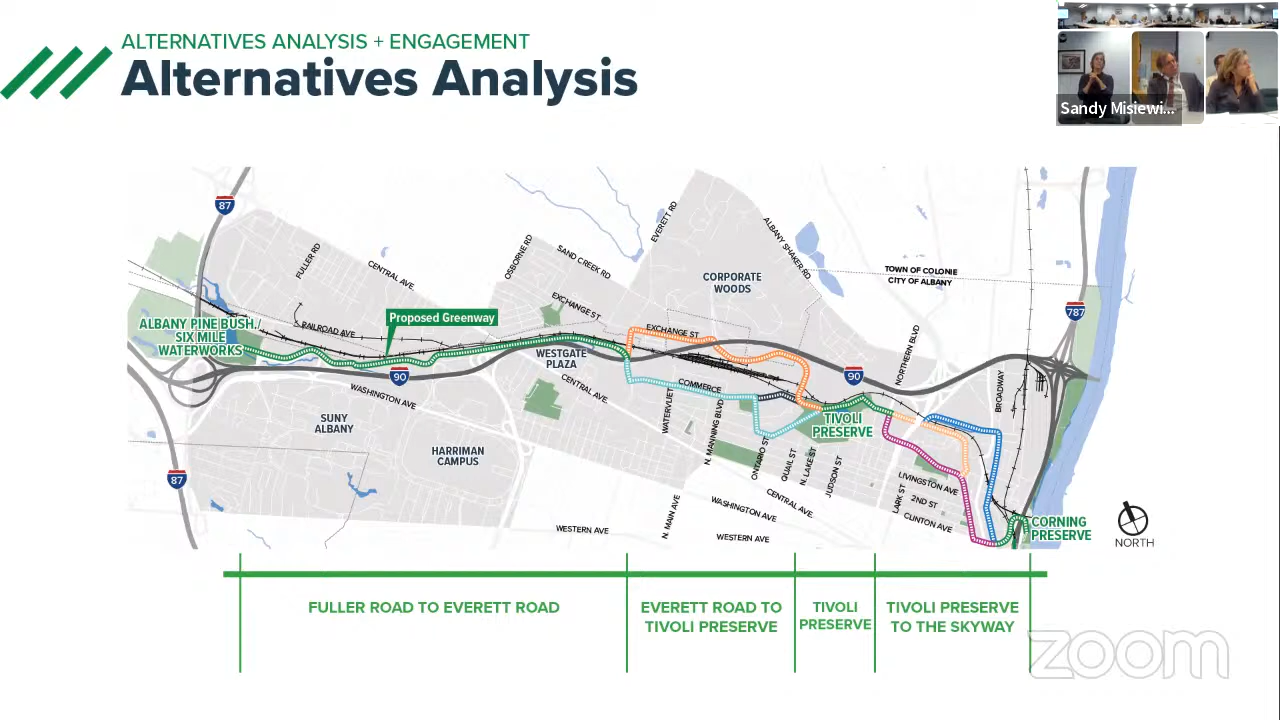 ALTERNATIVES ANALYSIS + ENGAGEMENT
Alternatives Analysis
Sandy Misiewi...
87
FULLER RD
CENTRAL AVE
OSBORNE RD
SAND CREEK RD
EVERETT RD
ALBANY SHAKER RD
TOWN OF COLONIE
CITY OF ALBANY
CORPORATE
WOODS
EXCHANGE ST
787
ALBANY PINE BUSH /
SIX MILE
WATERWORKS
RAILROAD AVE
Proposed Greenway
EXCHANGE ST
WESTGATE
PLAZA
90
90
NORTHERN BLVD
BROADWAY
WASHINGTON AVE
CENTRAL AVE
COMMERCE
WATERVLIET
N. MANNING BLVD
TIVOLI
PRESERVE
SUNY
ALBANY
HARRIMAN
CAMPUS
ONTARIO ST
QUAIL ST
N. LAKE ST
JUDSON ST
87
LIVINGSTON AVE
LARK ST
2ND ST
CLINTON AVE
CENTRAL AVE
WASHINGTON AVE
N. MAIN AVE
WESTERN AVE
WESTERN AVE
CORNING
PRESERVE
NORTH
FULLER ROAD TO EVERETT ROAD
EVERETT ROAD TO
TIVOLI PRESERVE
TIVOLI
PRESERVE
TIVOLI PRESERVE
TO THE SKYWAY
zoom